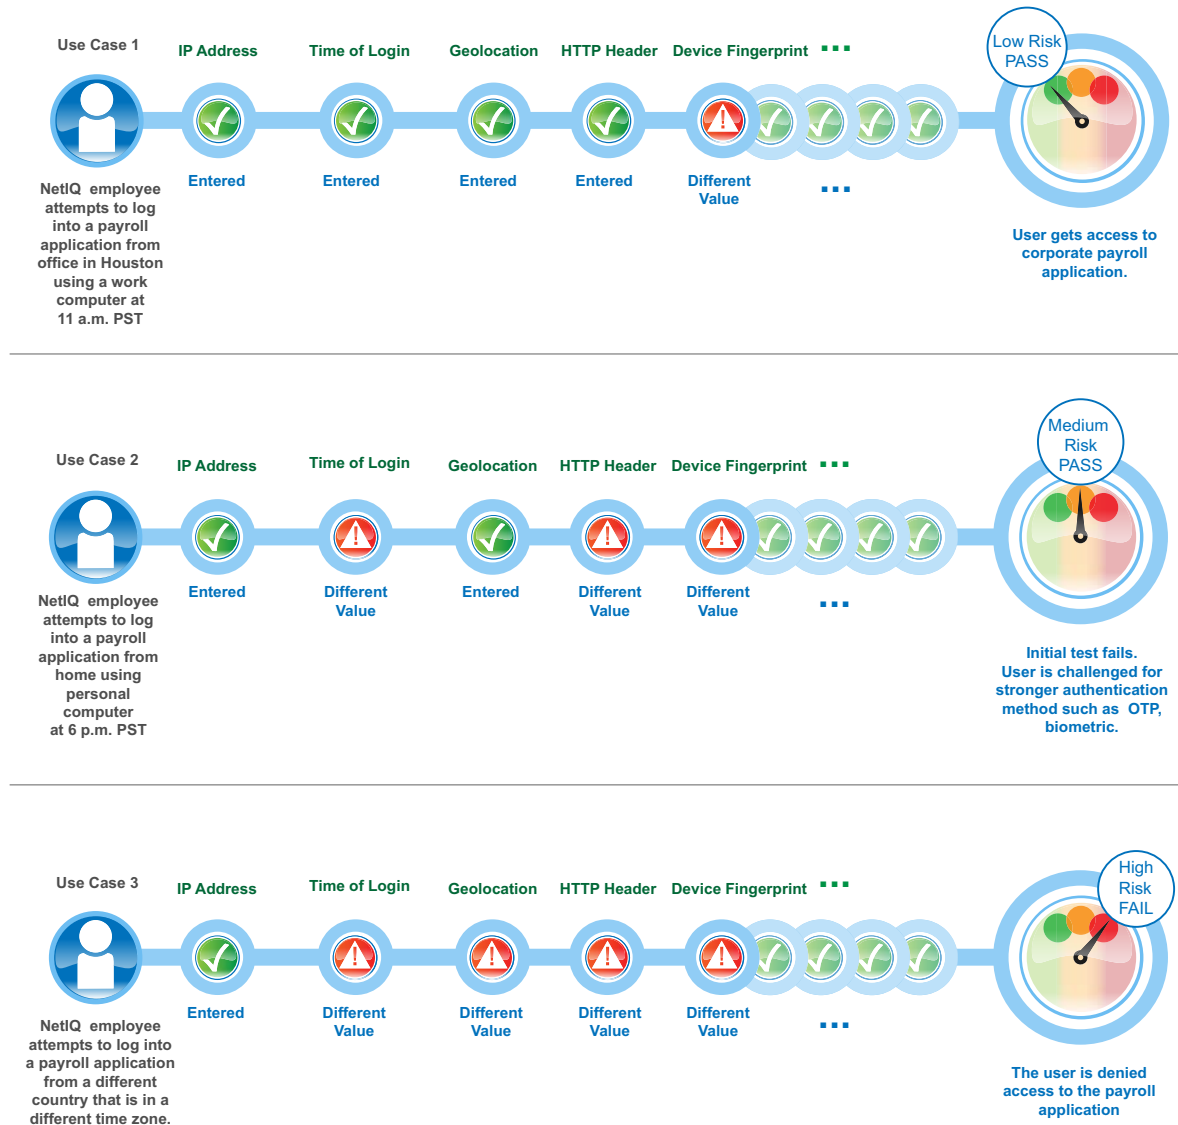 Use Case 1
IP Address
Time of Login
Geolocation
HTTP Header
Device Fingerprint
...
Low Risk
PASS
Entered
Entered
Entered
Entered
Different
Value
...
NetIQ employee
attempts to log
into a payroll
application from
office in Houston
using a work
computer at
11 a.m. PST
User gets access to
corporate payroll
application.
Use Case 2
IP Address
Time of Login
Geolocation
HTTP Header
Device Fingerprint
...
Medium
Risk
PASS
Entered
Different
Value
Entered
Different
Value
Different
Value
...
NetIQ employee
attempts to log
into a payroll
application from
home using
personal
computer
at 6 p.m. PST
Initial test fails.
User is challenged for
stronger authentication
method such as OTP,
biometric.
Use Case 3
IP Address
Time of Login
Geolocation
HTTP Header
Device Fingerprint
...
High
Risk
FAIL
Entered
Different
Value
Different
Value
Different
Value
Different
Value
...
NetIQ employee
attempts to log into
a payroll application
from a different
country that is in a
different time zone.
The user is denied
access to the payroll
application